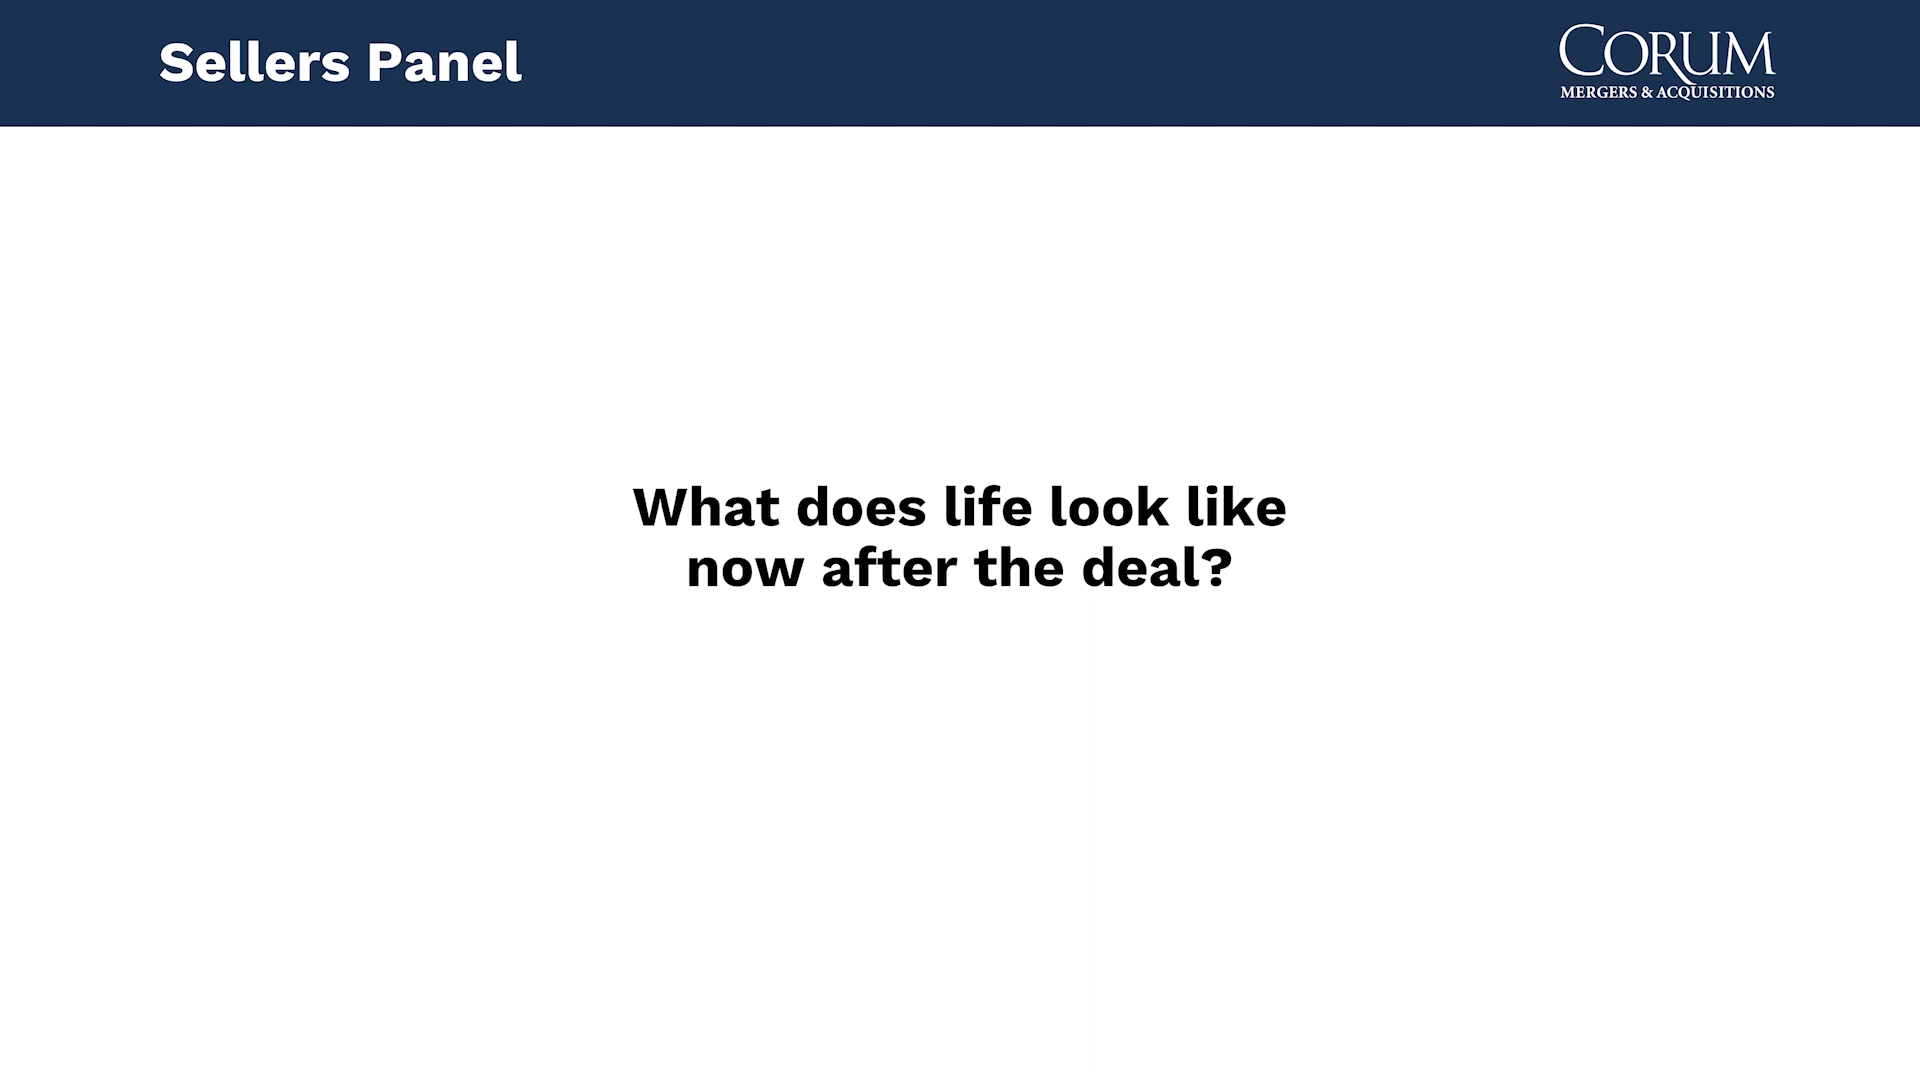 Sellers Panel
CORUM
MERGERS & ACQUISITIONS
What does life look like
now after the deal?